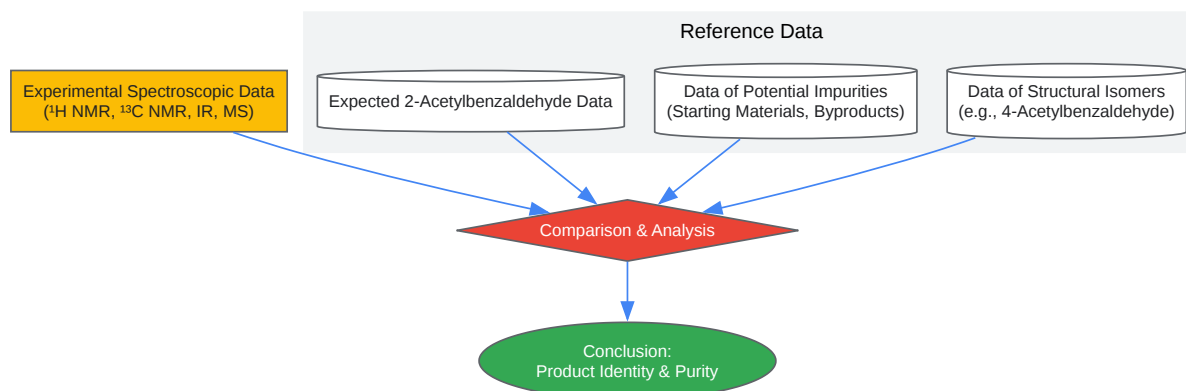 Reference Data
Experimental Spectroscopic Data
(¹H NMR, ¹³C NMR, IR, MS)
Expected 2-Acetylbenzaldehyde Data
Data of Potential Impurities
(Starting Materials, Byproducts)
Data of Structural Isomers
(e.g., 4-Acetylbenzaldehyde)
Comparison & Analysis
Conclusion:
Product Identity & Purity